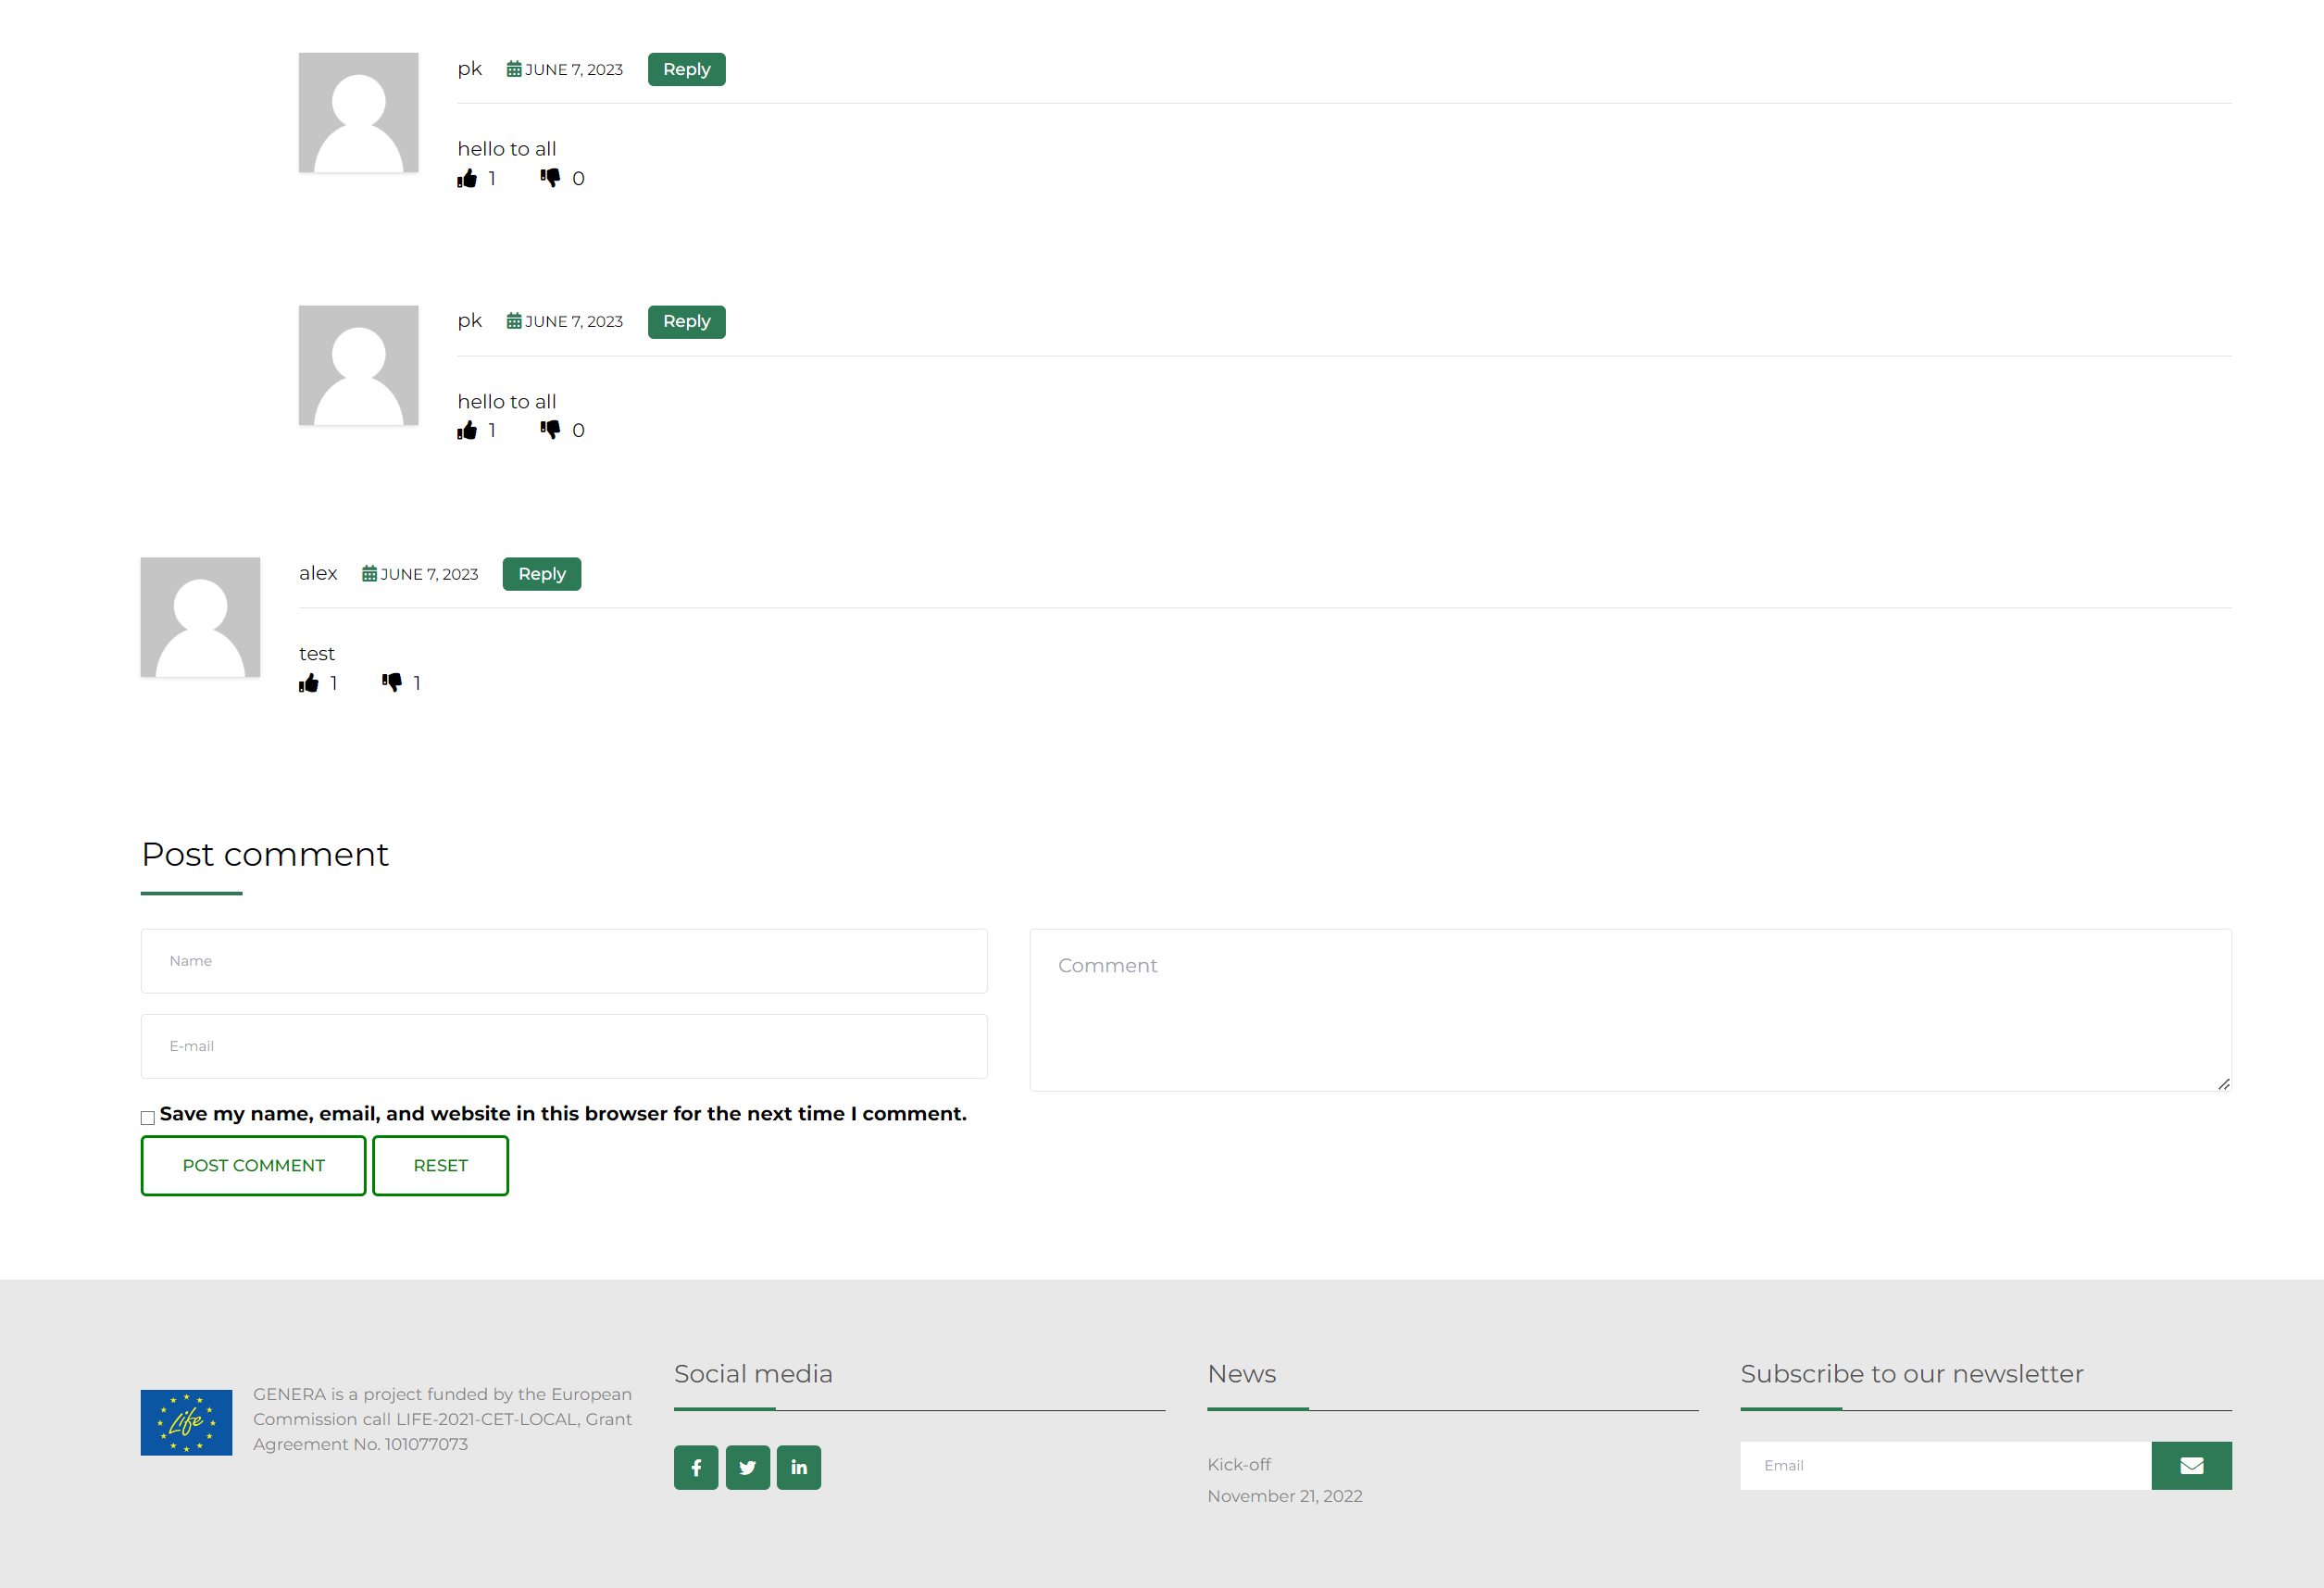 pk JUNE 7, 2023 Reply
hello to all
1 0
pk JUNE 7, 2023 Reply
hello to all
1 0
alex JUNE 7, 2023 Reply
test
1 1
Post comment
Name
Comment
E-mail
Save my name, email, and website in this browser for the next time I comment.
POST COMMENT RESET
Life
GENERA is a project funded by the European
Commission call LIFE-2021-CET-LOCAL, Grant
Agreement No. 101077073
Social media
News
Kick-off
November 21, 2022
Subscribe to our newsletter
Email